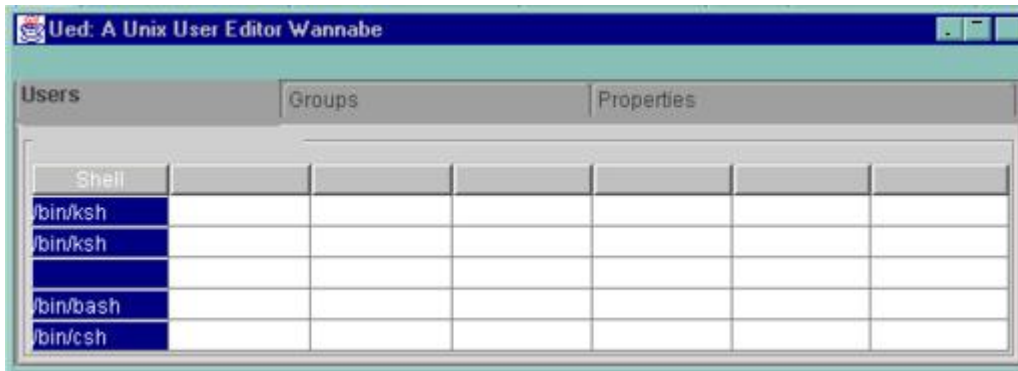 Ued: A Unix User Editor Wannabe
Users Groups Properties
Shell
/bin/ksh
/bin/ksh
/bin/bash
/bin/csh